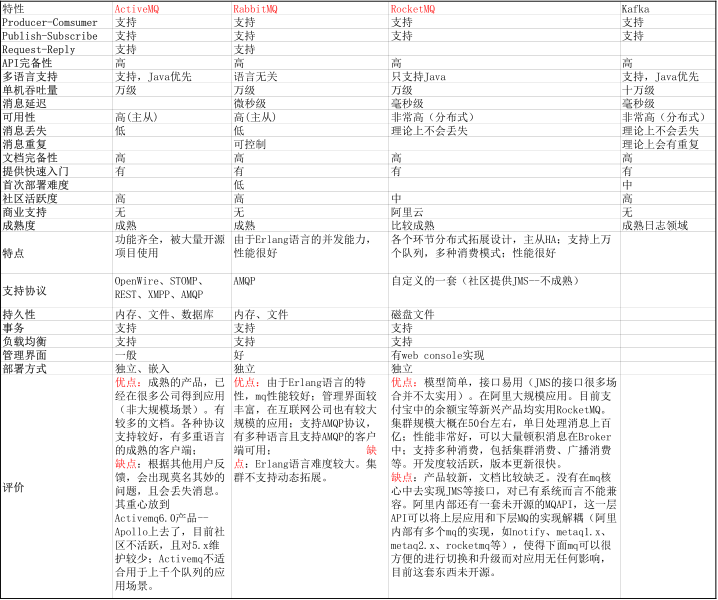 特性 ActiveMQ RabbitMQ RocketMQ Kafka
Producer-Comsumer 支持 支持 支持 支持
Publish-Subscribe 支持 支持 支持 支持
Request-Reply 支持 支持
API完备性 高 高 高 高
多语言支持 支持，Java优先 语言无关 只支持Java 支持，Java优先
单机吞吐量 万级 万级 万级 十万级
消息延迟 微秒级 毫秒级 毫秒级
可用性 高(主从) 高(主从) 非常高（分布式） 非常高（分布式）
消息丢失 低 低 理论上不会丢失 理论上不会丢失
消息重复 可控制 理论上会有重复
文档完备性 高 高 高 高
提供快速入门 有 有 有 有
首次部署难度 低 中
社区活跃度 高 高 中 高
商业支持 无 无 阿里云 无
成熟度 成熟 成熟 比较成熟 成熟日志领域
特点
功能齐全，被大量开源
项目使用
由于Erlang语言的并发能力，
性能很好
各个环节分布式拓展设计，主从HA；支持上万
个队列，多种消费模式；性能很好
支持协议
OpenWire、STOMP、
REST、XMPP、AMQP
AMQP
自定义的一套（社区提供JMS--不成熟）
持久性 内存、文件、数据库 内存、文件 磁盘文件
事务 支持 支持 支持
负载均衡 支持 支持 支持
管理界面 一般 好 有web console实现
部署方式 独立、嵌入 独立 独立
评价
优点：成熟的产品，已
经在很多公司得到应用
（非大规模场景）。有
较多的文档。各种协议
支持较好，有多重语言
的成熟的客户端；
缺点：根据其他用户反
馈，会出现莫名其妙的
问题，且会丢失消息。
其重心放到
Activemq6.0产品—
Apollo上去了，目前社
区不活跃，且对5.x维
护较少；Activemq不适
合用于上千个队列的应
用场景。
优点：由于Erlang语言的特
性，mq性能较好；管理界面较
丰富，在互联网公司也有较大
规模的应用；支持AMQP协议，
有多种语言且支持AMQP的客户
端可用； 缺
点：Erlang语言难度较大。集
群不支持动态拓展。
优点：模型简单，接口易用（JMS的接口很多场
合并不太实用）。在阿里大规模应用。目前支
付宝中的余额宝等新兴产品均实用RocketMQ。
集群规模大概在50台左右，单日处理消息上百
亿；性能非常好，可以大量顿积消息在Broker
中；支持多种消费，包括集群消费、广播消费
等。开发度较活跃，版本更新很快。
缺点：产品较新，文档比较缺乏。没有在mq核
心中去实现JMS等接口，对已有系统而言不能兼
容。阿里内部还有一套未开源的MQAPI，这一层
API可以将上层应用和下层MQ的实现解耦（阿里
内部有多个mq的实现，如notify、metaq1.x、
metaq2.x、rocketmq等），使得下面mq可以很
方便的进行切换和升级而对应用无任何影响，
目前这套东西未开源。